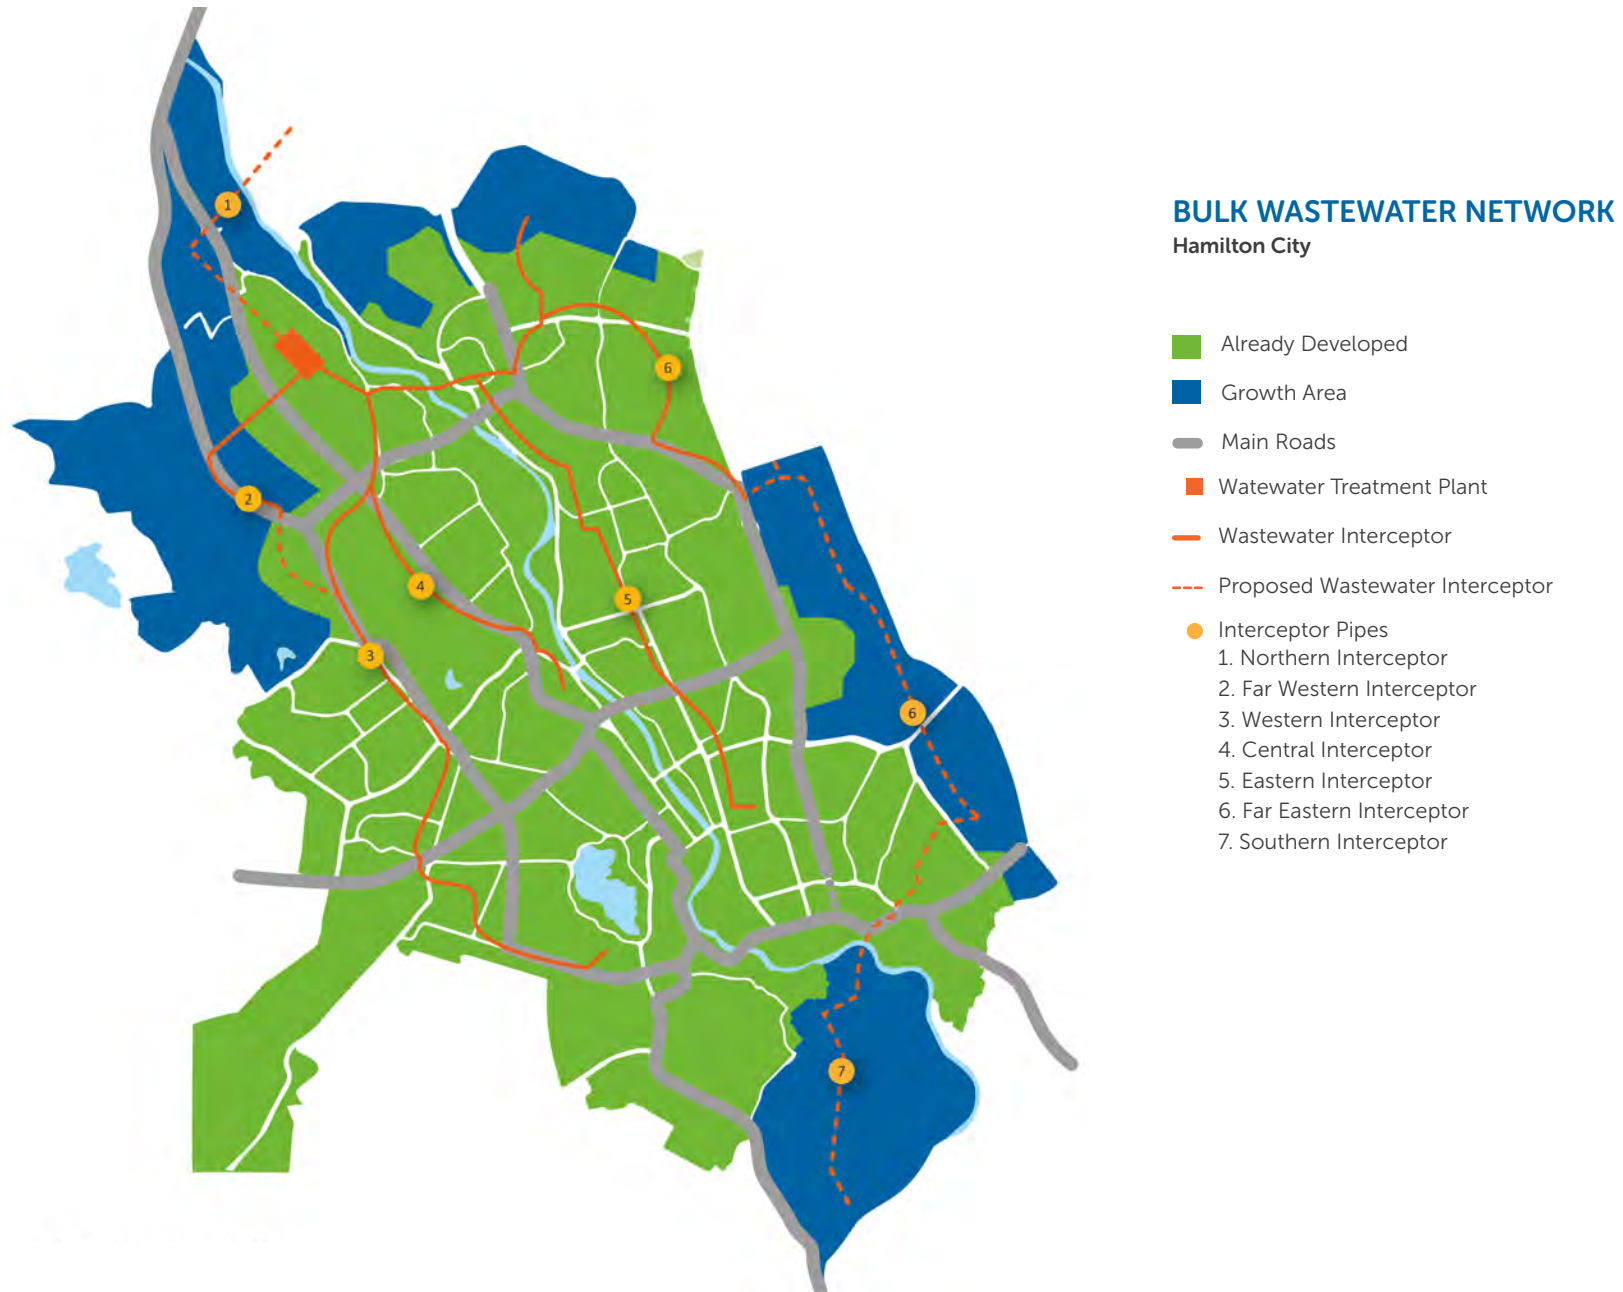 BULK WASTEWATER NETWORK
Hamilton City
Already Developed
Growth Area
Main Roads
Watewater Treatment Plant
Wastewater Interceptor
Proposed Wastewater Interceptor
Interceptor Pipes
1. Northern Interceptor
2. Far Western Interceptor
3. Western Interceptor
4. Central Interceptor
5. Eastern Interceptor
6. Far Eastern Interceptor
7. Southern Interceptor
1
6
2
4
5
3
6
7